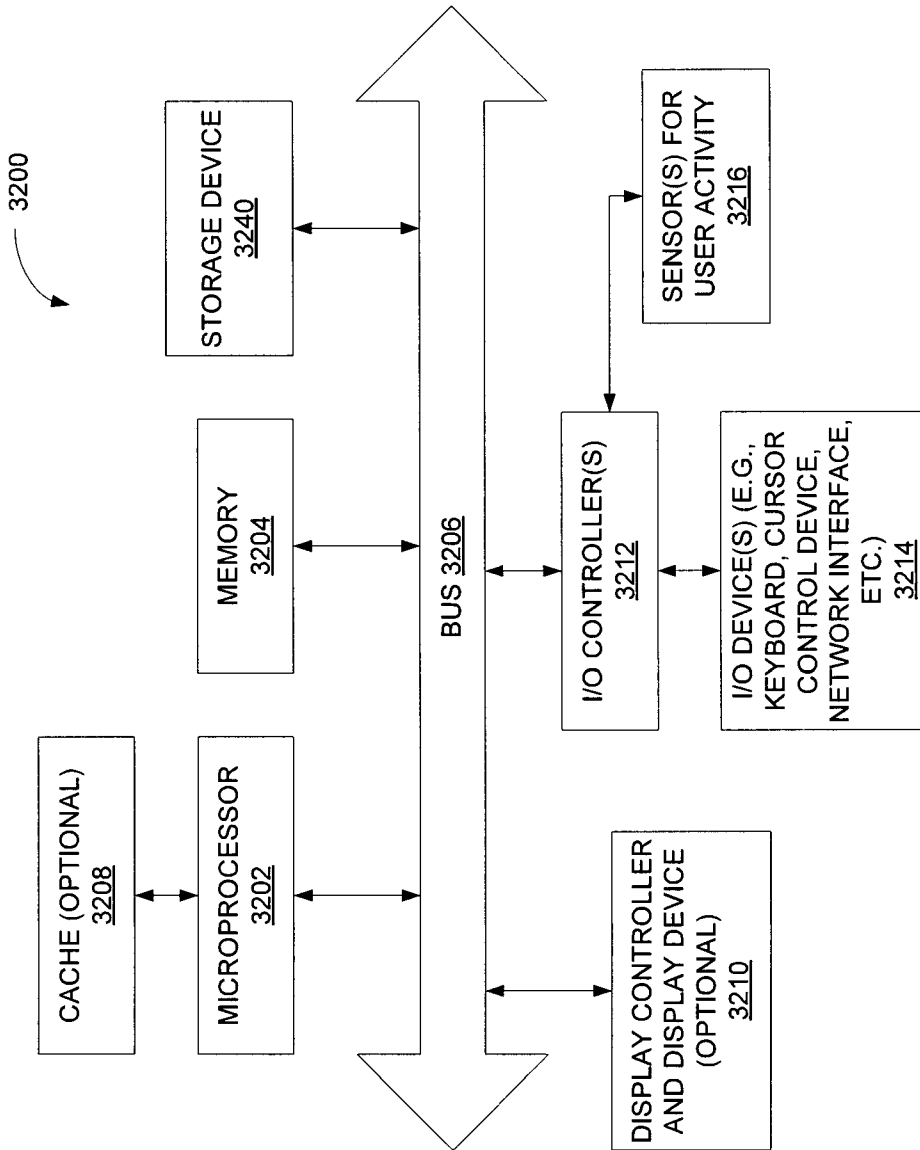 3200
CACHE (OPTIONAL)
3208
MICROPROCESSOR
3202
MEMORY
3204
STORAGE DEVICE
3240
BUS 3206
DISPLAY CONTROLLER
AND DISPLAY DEVICE
(OPTIONAL)
3210
I/O CONTROLLER(S)
3212
I/O DEVICE(S) (E.G.,
KEYBOARD, CURSOR
CONTROL DEVICE,
NETWORK INTERFACE,
ETC.)
3214
SENSOR(S) FOR
USER ACTIVITY
3216